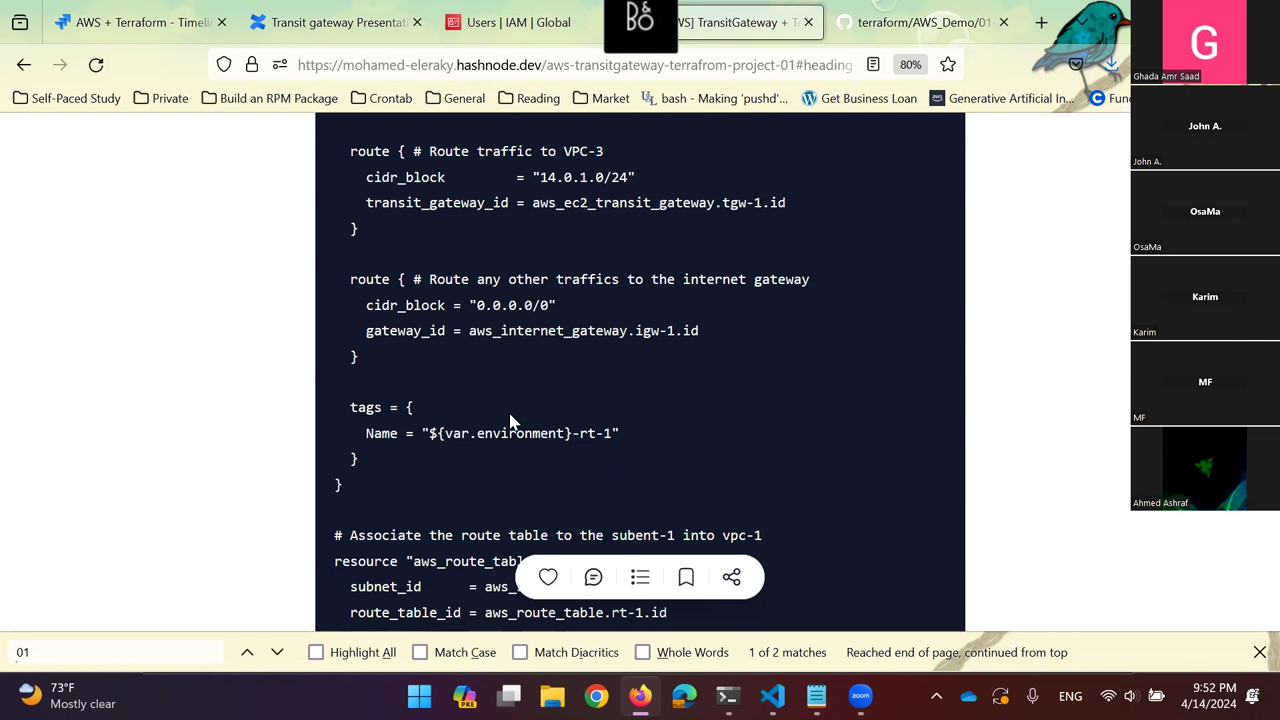 AWS + Terraform - Timelin
Transit gateway Presentati
Users | IAM | Global
WS] TransitGateway + T
terraform/AWS_Demo/01-
B&
BO
https://mohamed-eleraky.hashnode.dev/aws-transitgateway-terrafrom-project-01#heading-
80%
Self-Paced Study
Private
Build an RPM Package
Crontab
General
Reading
Market
bash - Making 'pushd'...
Get Business Loan
Generative Artificial In...
Fund
route { # Route traffic to VPC-3
cidr_block = "14.0.1.0/24"
transit_gateway_id = aws_ec2_transit_gateway.tgw-1.id
}
route { # Route any other traffics to the internet gateway
cidr_block = "0.0.0.0/0"
gateway_id = aws_internet_gateway.igw-1.id
}
tags = {
Name = "${var.environment}-rt-1"
}
}
# Associate the route table to the subent-1 into vpc-1
resource "aws_route_tabl
subnet_id = aws_
route_table_id = aws_route_table.rt-1.id
01
Highlight All
Match Case
Match Diacritics
Whole Words
1 of 2 matches
Reached end of page, continued from top
G
Ghada Amr Saad
John A.
John A.
OsaMa
OsaMa
Karim
Karim
MF
MF
Ahmed Ashraf
73°F
Mostly clear
PRE
zoom
ENG
9:52 PM
4/14/2024